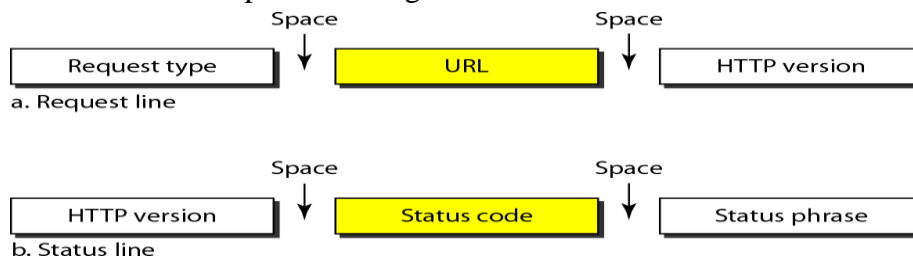 Space Space
Request type URL HTTP version
a. Request line
Space Space
HTTP version Status code Status phrase
b. Status line